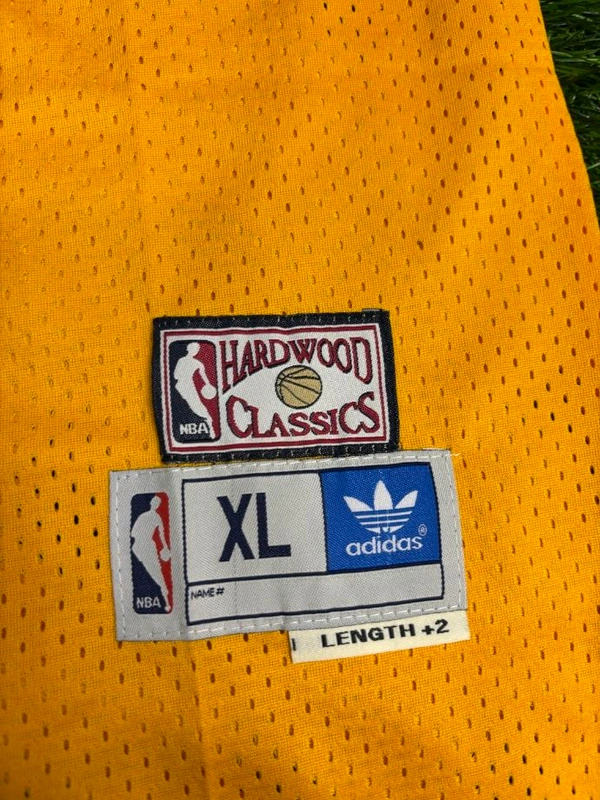 HARDWOOD
CLASSICS
NBA
XL
adidas®
NAME#
NBA
LENGTH +2